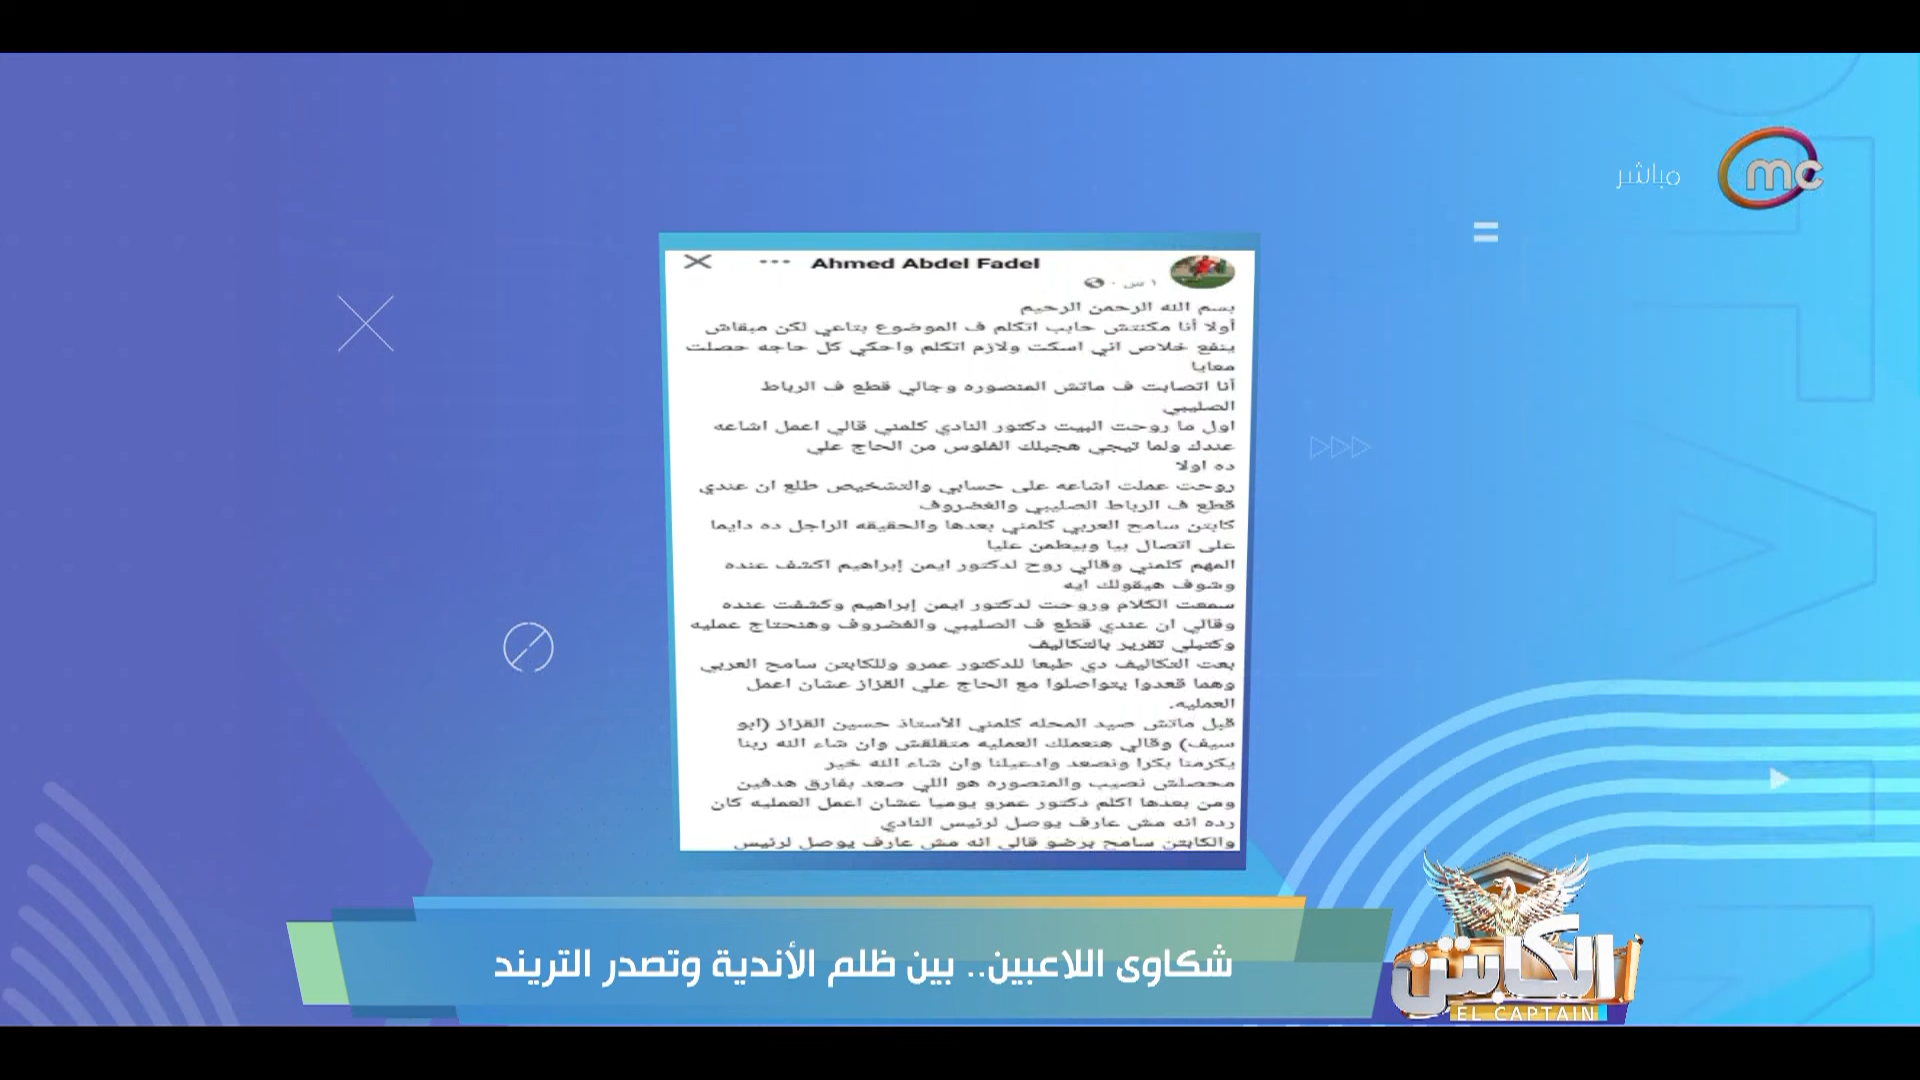 مباشر
mc
Ahmed Abdel Fadel
١ س
بسم الله الرحمن الرحيم
أولا أنا مكنتش حابب اتكلم ف الموضوع بتاعي لكن مبقاش
ينفع خلاص اني اسكت ولازم اتكلم واحكي كل حاجه حصلت
معايا
أنا اتصابت ف ماتش المنصوره وجالي قطع ف الرباط
الصليبي
اول ما روحت البيت دكتور النادي كلمني قالي اعمل اشاعه
عندك ولما تيجي هجيبلك الفلوس من الحاج علي
ده اولا
روحت عملت اشاعه على حسابي والتشخيص طلع ان عندي
قطع ف الرباط الصليبي والغضروف
كابتن سامح العربي كلمني بعدها والحقيقه الراجل ده دايما
على اتصال بيا وبيطمن عليا
المهم كلمني وقالي روح لدكتور ايمن إبراهيم اكشف عنده
وشوف هيقولك ايه
سمعت الكلام وروحت لدكتور ايمن إبراهيم وكشفت عنده
وقالي ان عندي قطع ف الصليبي والغضروف وهنحتاج عمليه
وكتبلي تقرير بالتكاليف
بعت التكاليف دي طبعا للدكتور عمرو وللكابتن سامح العربي
وهما قعدوا يتواصلوا مع الحاج علي القزاز عشان اعمل
العمليه.
قبل ماتش صيد المحله كلمني الأستاذ حسين القزاز (ابو
سيف) وقالي هنعملك العمليه متقلقش وان شاء الله ربنا
يكرمنا بكرا ونصعد وادعيلنا وان شاء الله خير
محصلش نصيب والمنصوره هو اللي صعد بفارق هدفين
ومن بعدها اكلم دكتور عمرو يوميا عشان اعمل العمليه كان
رده انه مش عارف يوصل لرئيس النادي
والكابتن سامح برضو قالي انه مش عارف يوصل لرئيس
شكاوى اللاعبين.. بين ظلم الأندية وتصدر التريند
الكابتن
EL CAPTAIN